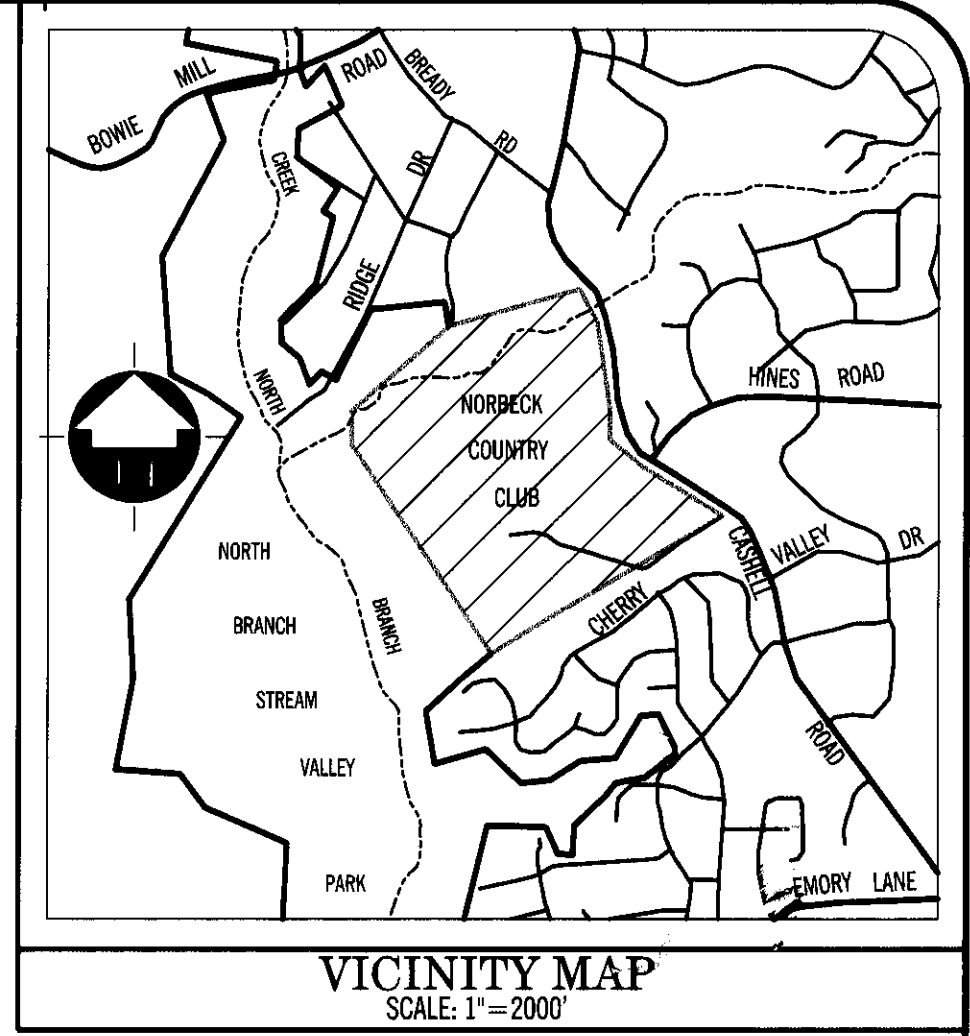 BOWIE MILL ROAD
BREADY RD
CREEK
DR
RIDGE
NORTH
HINES ROAD
NORBECK
COUNTRY
CLUB
CASHELL
VALLEY DR
CHERRY
NORTH
BRANCH
STREAM
VALLEY
PARK
BRANCH
ROAD
EMORY LANE
VICINITY MAP
SCALE: 1"=2000'